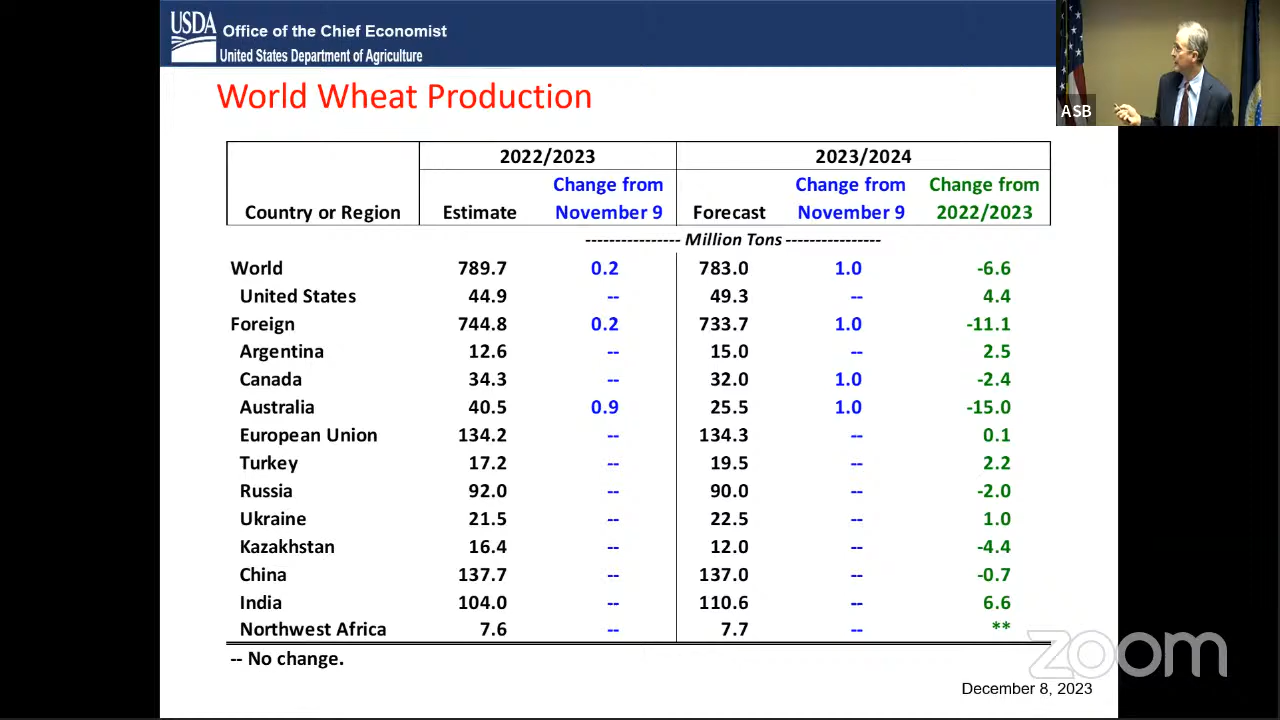 USDA Office of the Chief Economist
United States Department of Agriculture
World Wheat Production
ASB
2022/2023 2023/2024
Change from Change from Change from
Country or Region Estimate November 9 Forecast November 9 2022/2023
---------------- Million Tons ----------------
World 789.7 0.2 783.0 1.0 -6.6
United States 44.9 -- 49.3 -- 4.4
Foreign 744.8 0.2 733.7 1.0 -11.1
Argentina 12.6 -- 15.0 -- 2.5
Canada 34.3 -- 32.0 1.0 -2.4
Australia 40.5 0.9 25.5 1.0 -15.0
European Union 134.2 -- 134.3 -- 0.1
Turkey 17.2 -- 19.5 -- 2.2
Russia 92.0 -- 90.0 -- -2.0
Ukraine 21.5 -- 22.5 -- 1.0
Kazakhstan 16.4 -- 12.0 -- -4.4
China 137.7 -- 137.0 -- -0.7
India 104.0 -- 110.6 -- 6.6
Northwest Africa 7.6 -- 7.7 -- **
-- No change.
zoom
December 8, 2023